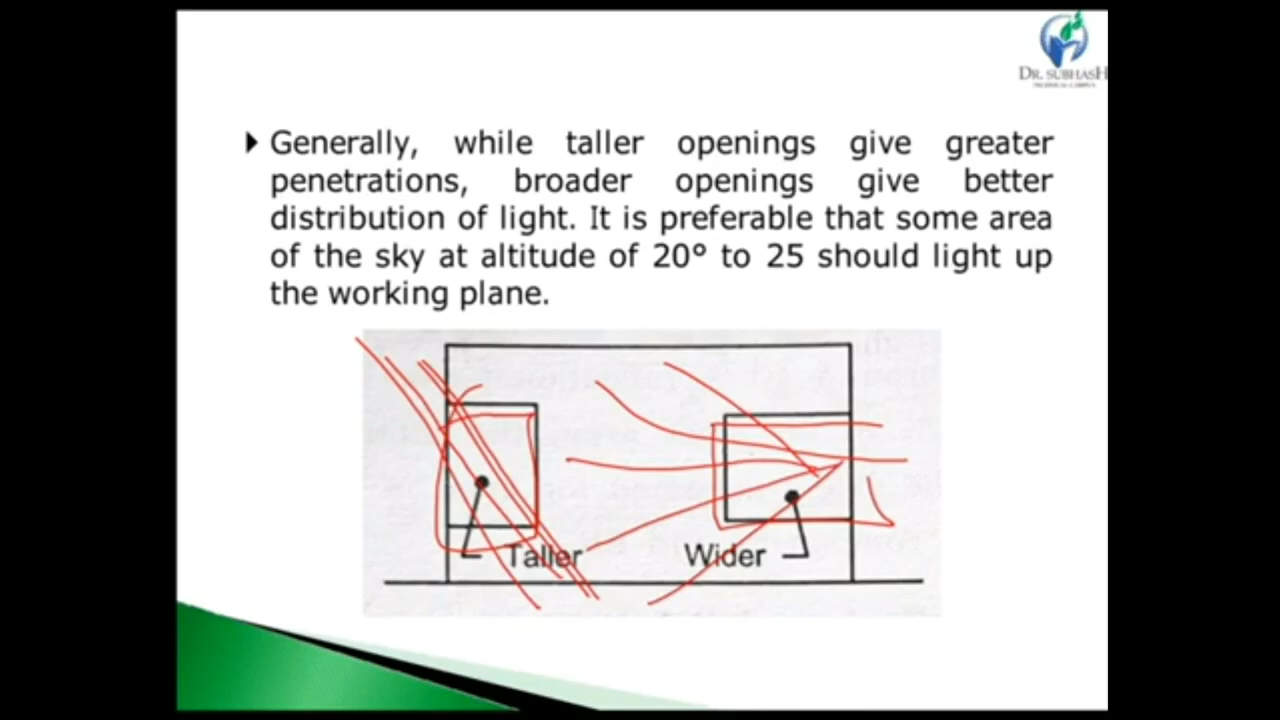 DR. SUBHASH
Generally, while taller openings give greater
penetrations, broader openings give better
distribution of light. It is preferable that some area
of the sky at altitude of 20° to 25 should light up
the working plane.
Taller Wider